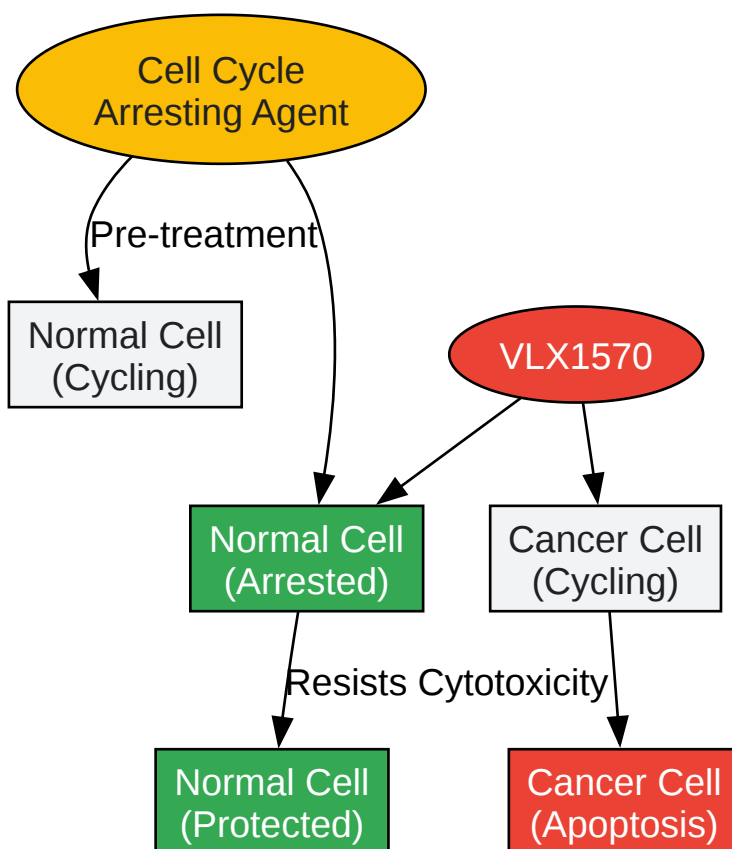 Cell Cycle
Arresting Agent
Pre-treatment
Normal Cell
(Cycling)
VLX1570
Normal Cell
(Arrested)
Cancer Cell
(Cycling)
Resists Cytotoxicity
Normal Cell
(Protected)
Cancer Cell
(Apoptosis)